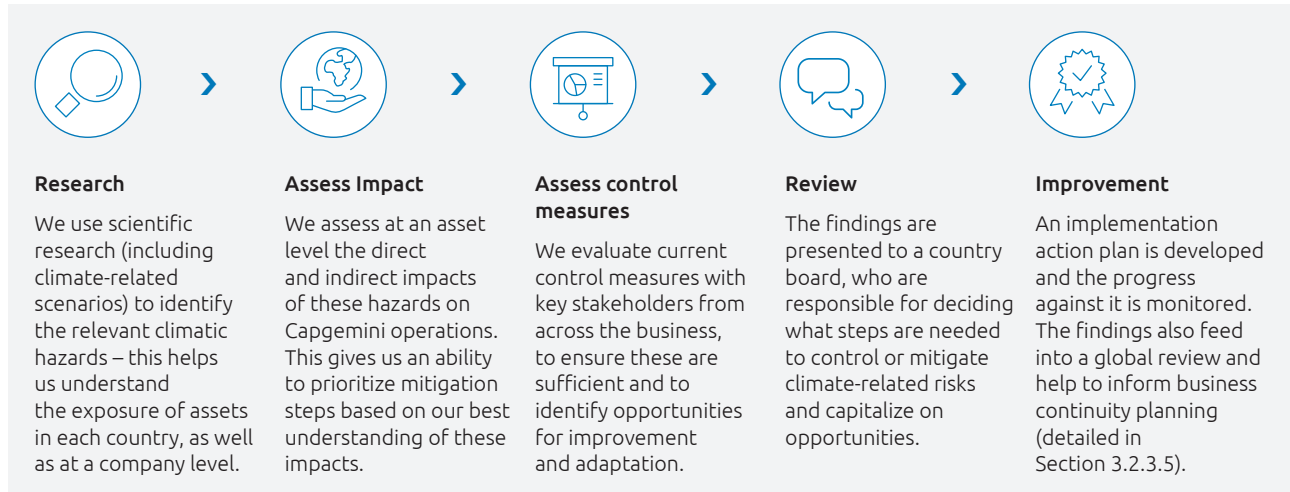 Research
We use scientific
research (including
climate-related
scenarios) to identify
the relevant climatic
hazards – this helps
us understand
the exposure of assets
in each country, as well
as at a company level.
Assess Impact
We assess at an asset
level the direct
and indirect impacts
of these hazards on
Capgemini operations.
This gives us an ability
to prioritize mitigation
steps based on our best
understanding of these
impacts.
Assess control
measures
We evaluate current
control measures with
key stakeholders from
across the business,
to ensure these are
sufficient and to
identify opportunities
for improvement
and adaptation.
Review
The findings are
presented to a country
board, who are
responsible for deciding
what steps are needed
to control or mitigate
climate-related risks
and capitalize on
opportunities.
Improvement
An implementation
action plan is developed
and the progress
against it is monitored.
The findings also feed
into a global review and
help to inform business
continuity planning
(detailed in
Section 3.2.3.5).